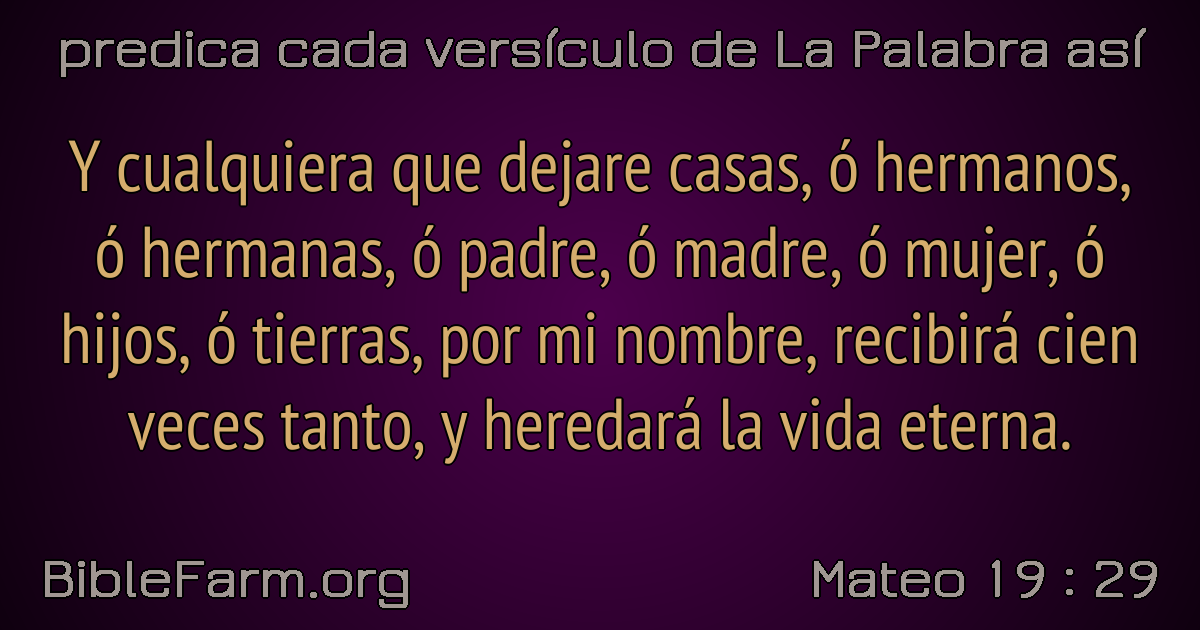 predica cada versículo de La Palabra así
Y cualquiera que dejare casas, ó hermanos,
ó hermanas, ó padre, ó madre, ó mujer, ó
hijos, ó tierras, por mi nombre, recibirá cien
veces tanto, y heredará la vida eterna.
BibleFarm.org
Mateo 19 : 29